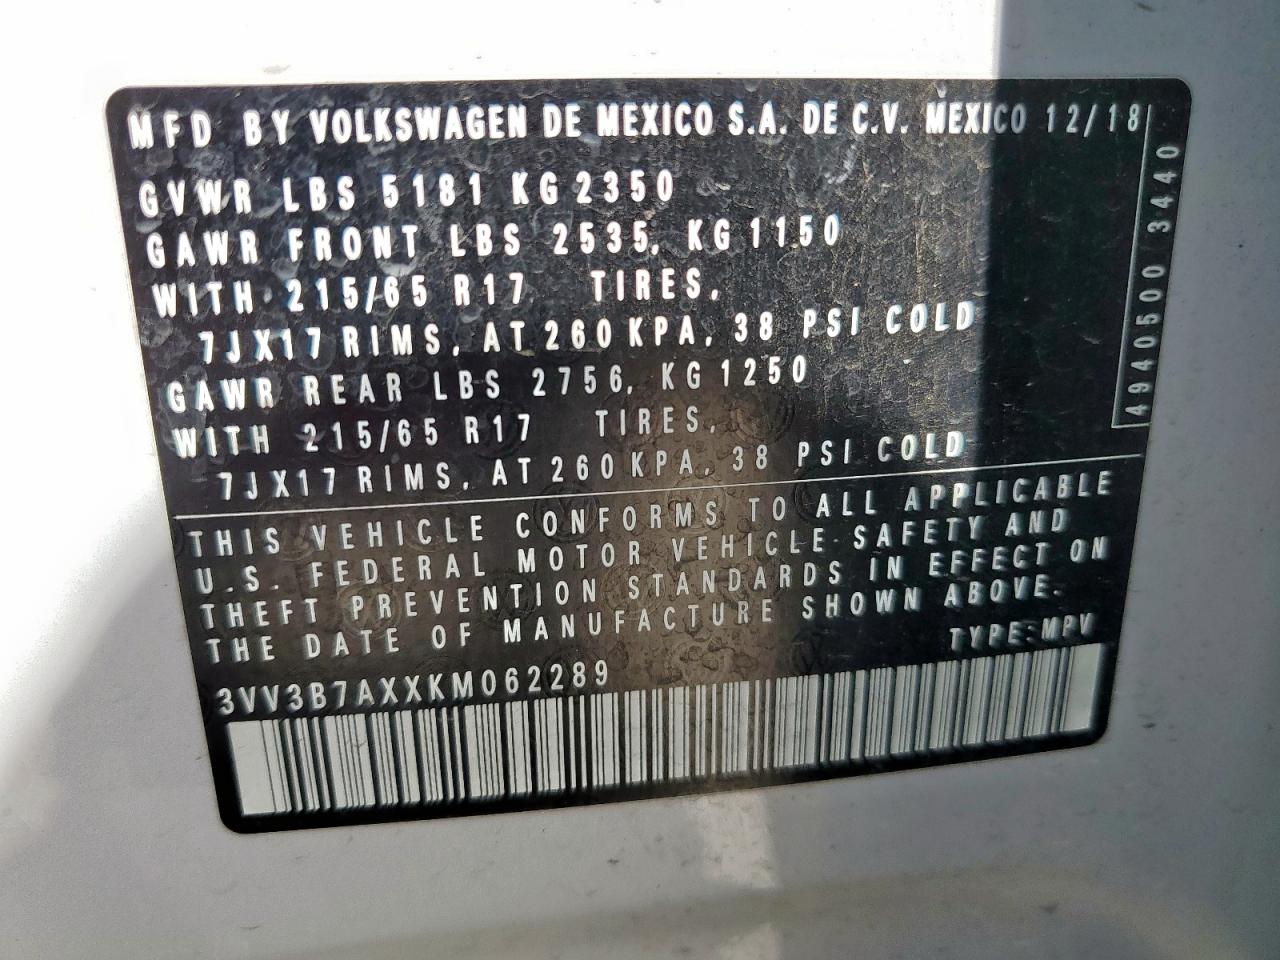 MFD BY VOLKSWAGEN DE MEXICO S.A. DE C.V. MEXICO 12/18
GVWR LBS 5181 KG 2350
GAWR FRONT LBS 2535, KG 1150
WITH 215/65 R17 TIRES,
7JX17 RIMS, AT 260 KPA, 38 PSI COLD
GAWR REAR LBS 2756, KG 1250
WITH 215/65 R17 TIRES,
7JX17 RIMS, AT 260 KPA, 38 PSI COLD
4940500 3440
THIS VEHICLE CONFORMS TO ALL APPLICABLE
U.S. FEDERAL MOTOR VEHICLE SAFETY AND
THEFT PREVENTION STANDARDS IN EFFECT ON
THE DATE OF MANUFACTURE SHOWN ABOVE.
TYPE: MPV
3VV3B7AXXKM062289